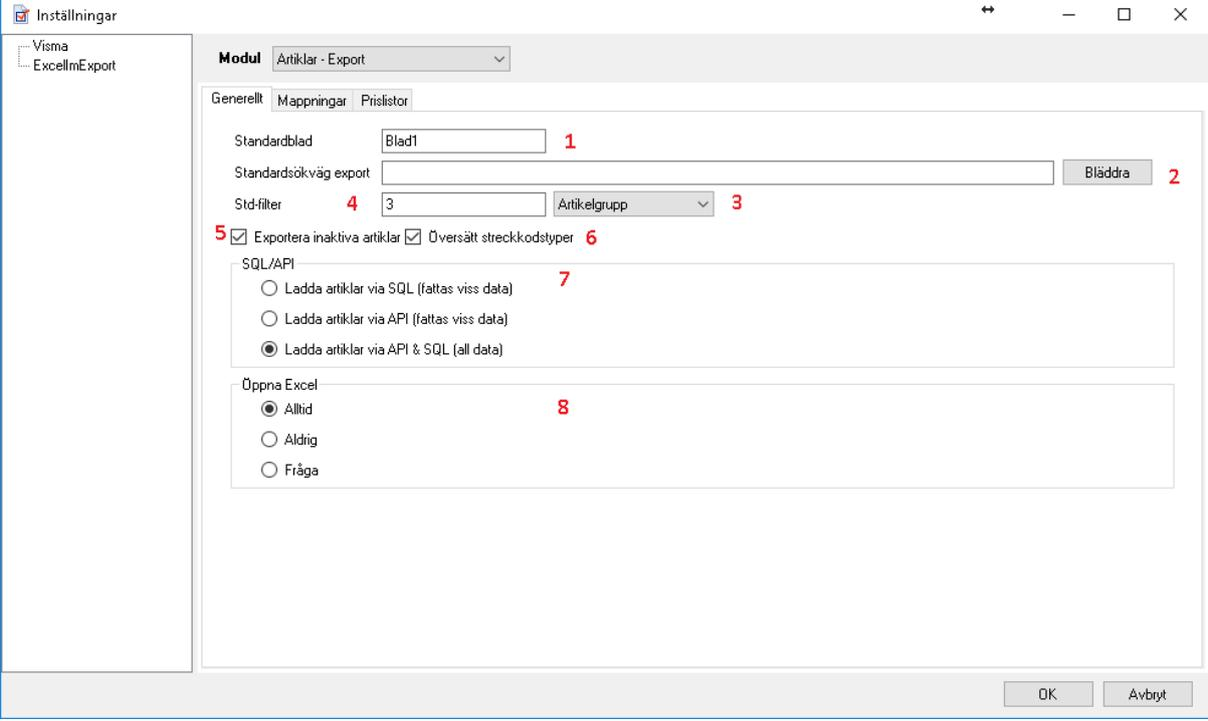 Inställningar
Visma
ExcelImExport
Modul Artiklar - Export
Generellt Mappningar Prislistor
Standardblad Blad1 1
Standardsökväg export Bläddra 2
Std-filter 4 3 Artikelgrupp 3
5 Exportera inaktiva artiklar Översätt streckkodstyper 6
SQL/API
7
Ladda artiklar via SQL (fattas viss data)
Ladda artiklar via API (fattas viss data)
Ladda artiklar via API & SQL (all data)
Öppna Excel
Alltid 8
Aldrig
Fråga
OK Avbryt